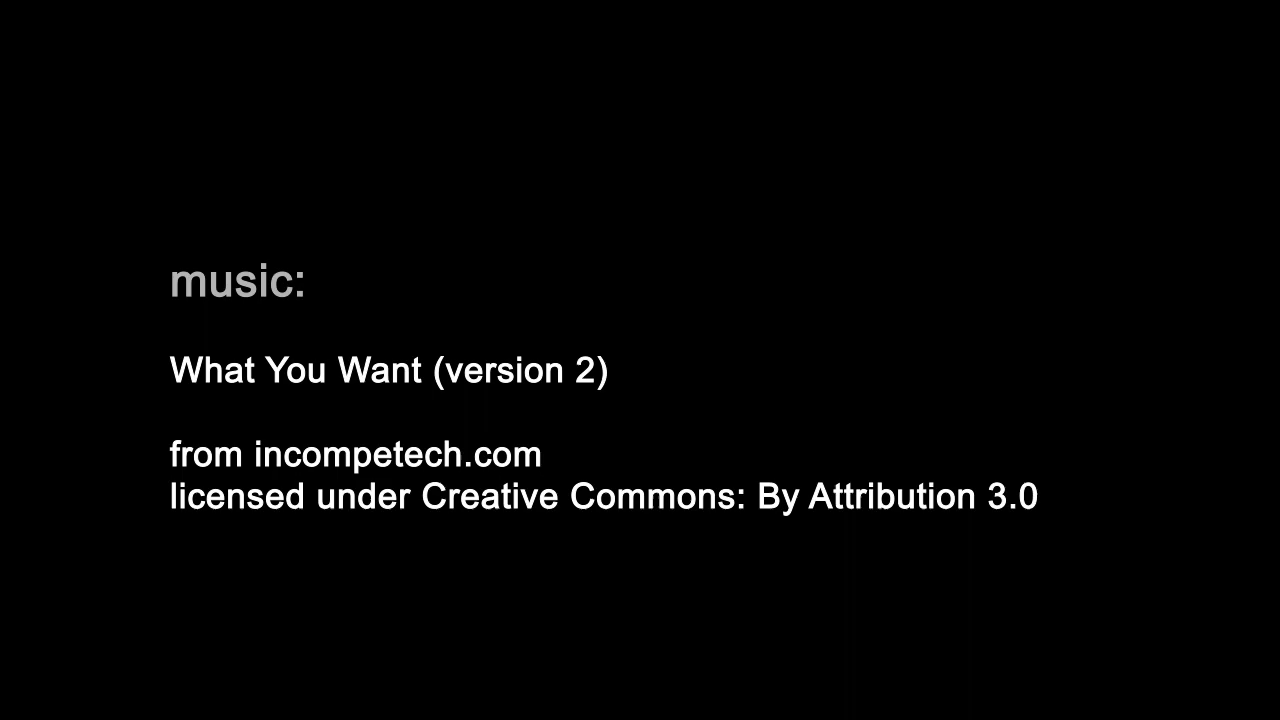 music:
What You Want (version 2)
from incompetech.com
licensed under Creative Commons: By Attribution 3.0